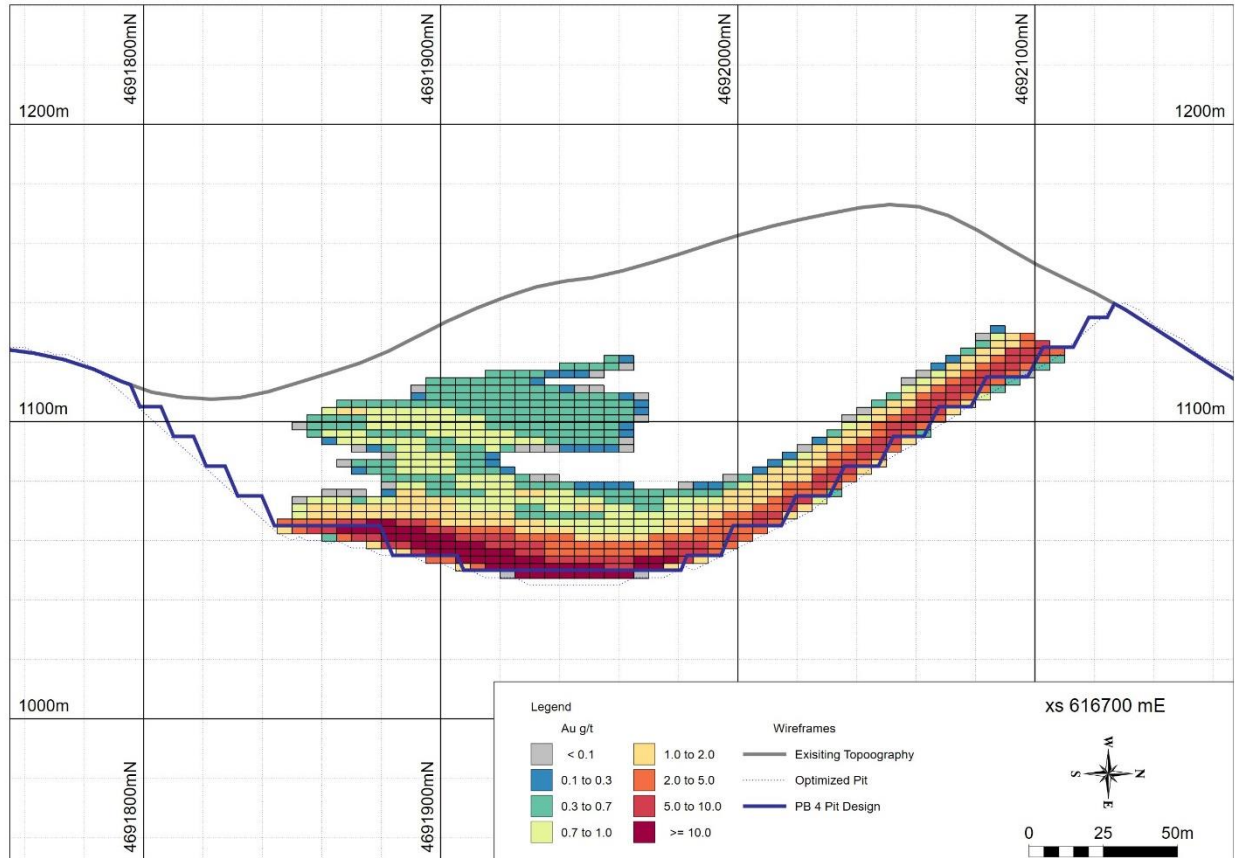 4691800mN
4691900mN
4692000mN
4692100mN
1200m
1200m
1100m
1100m
1000m
4691800mN
4691900mN
Legend
Au g/t
Wireframes
< 0.1
1.0 to 2.0
Exisiting Topoography
0.1 to 0.3
2.0 to 5.0
Optimized Pit
0.3 to 0.7
5.0 to 10.0
PB 4 Pit Design
0.7 to 1.0
>= 10.0
xs 616700 mE
W
S
N
E
0 25 50m